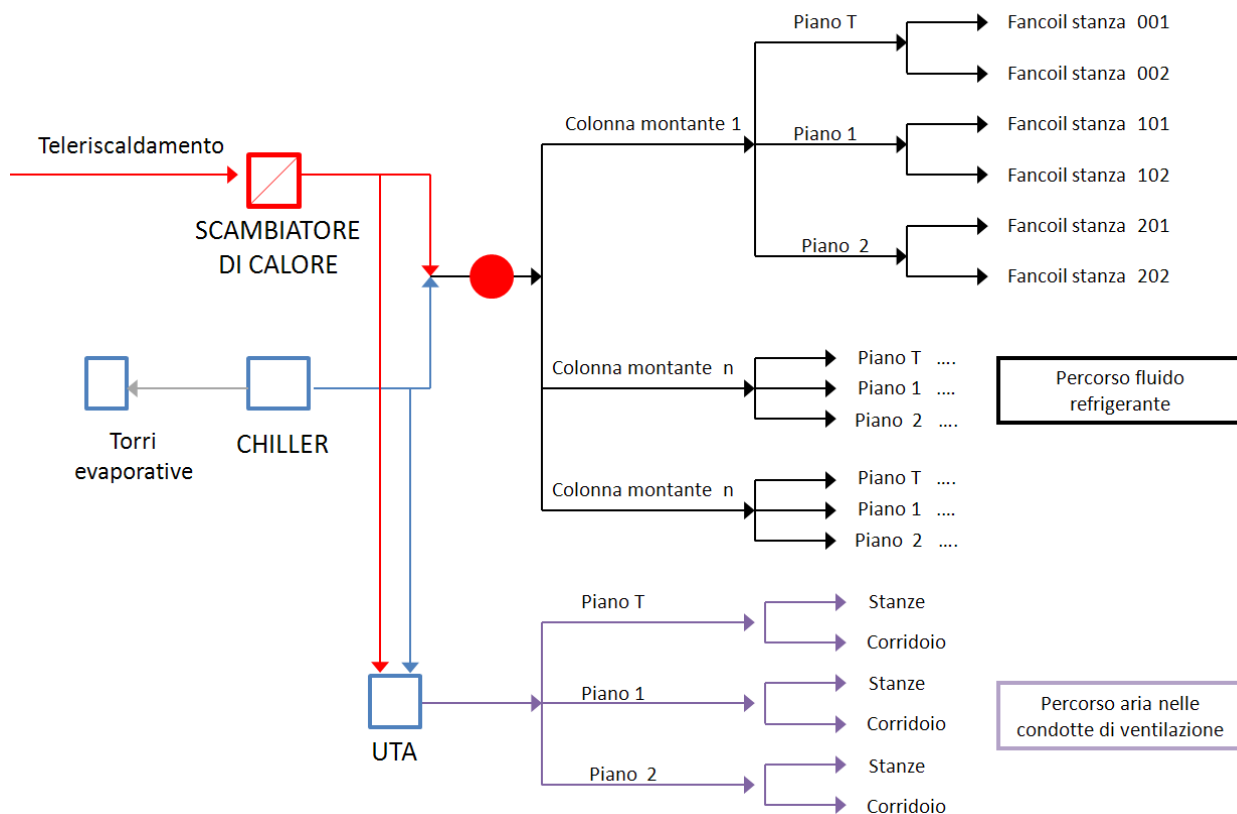 Piano T
Fancoil stanza 001
Fancoil stanza 002
Colonna montante 1
Piano 1
Fancoil stanza 101
Fancoil stanza 102
Teleriscaldamento
SCAMBIATORE
DI CALORE
Piano 2
Fancoil stanza 201
Fancoil stanza 202
Colonna montante n
Piano T ....
Piano 1 ....
Piano 2 ....
Percorso fluido
refrigerante
Torri
evaporative
CHILLER
Colonna montante n
Piano T ....
Piano 1 ....
Piano 2 ....
Piano T
Stanze
Corridoio
Piano 1
Stanze
Corridoio
Percorso aria nelle
condotte di ventilazione
UTA
Piano 2
Stanze
Corridoio